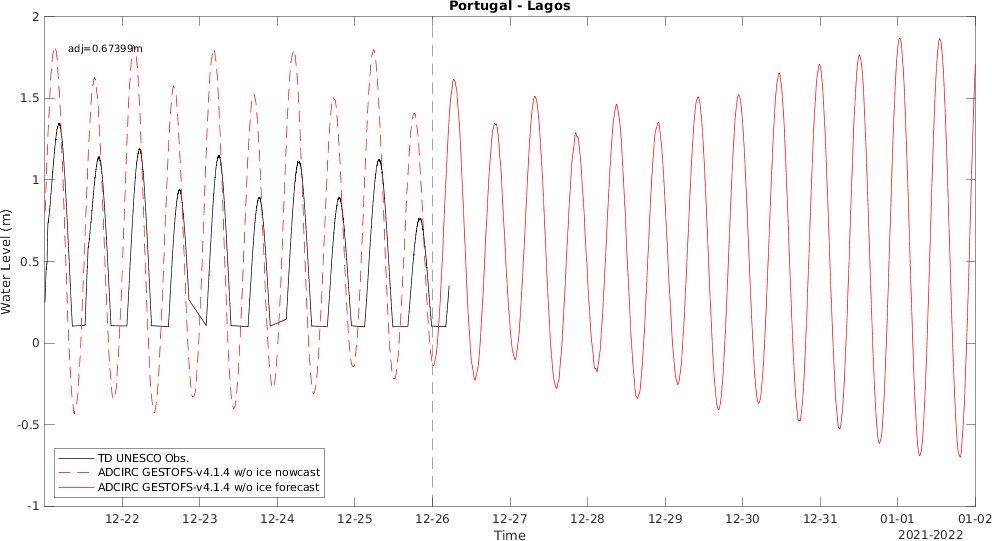 Portugal - Lagos
adj=0.67399m
Water Level (m)
2
1.5
1
0.5
0
-0.5
-1
TD UNESCO Obs.
ADCIRC GESTOFS-v4.1.4 w/o ice nowcast
ADCIRC GESTOFS-v4.1.4 w/o ice forecast
12-22 12-23 12-24 12-25 12-26 12-27 12-28 12-29 12-30 12-31 01-01 01-02
Time
2021-2022